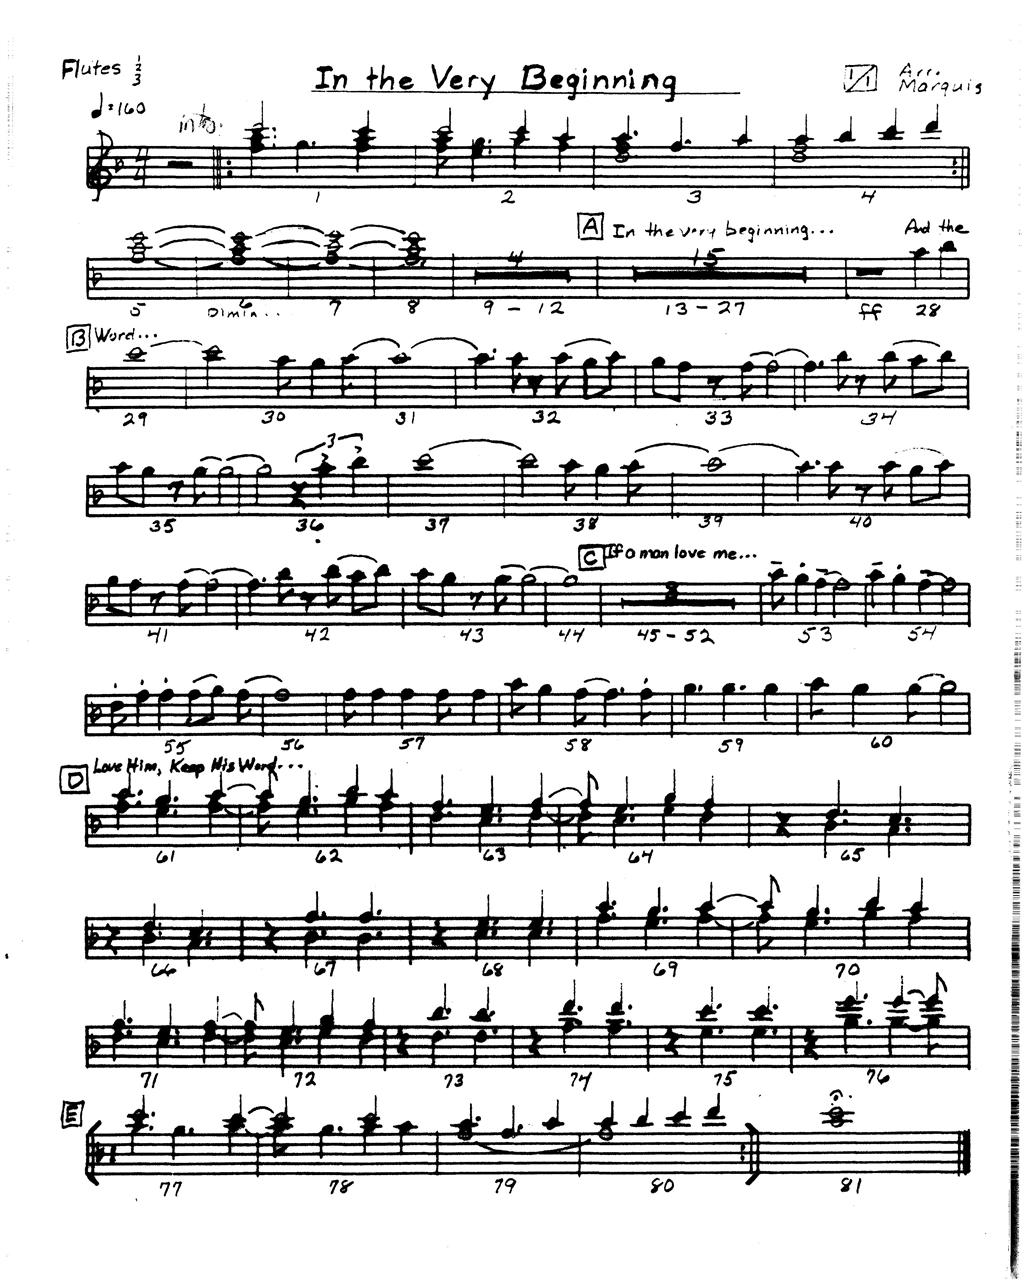 Flutes 1 2 3
In the Very Beginning
1/1 Arr. Marquis
♩=160
intro.
1 2 3 4
A In the very beginning... And the
4 15
5 6 7 8 9 - 12 13 - 27 ff 28
Dimin...
B Word...
29 30 31 32 33 34
3
35 36 37 38 39 40
C If a man love me...
8
41 42 43 44 45 - 52 53 54
55 56 57 58 59 60
D Love Him, Keep His Word...
61 62 63 64 65
66 67 68 69 70
71 72 73 74 75 76
E
77 78 79 80 81